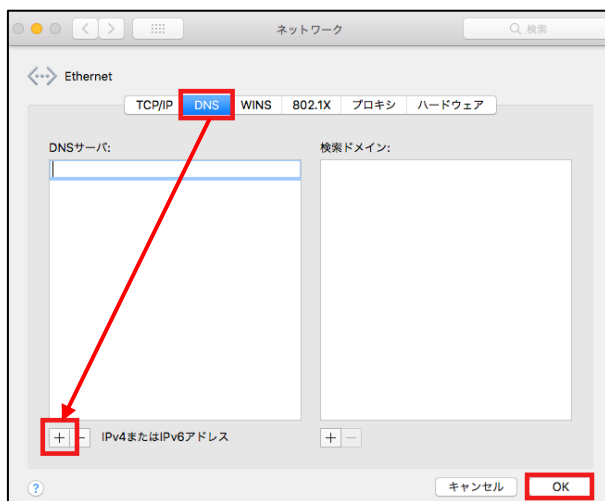 ネットワーク
検索
Ethernet
TCP/IP DNS WINS 802.1X プロキシ ハードウェア
DNSサーバ: 検索ドメイン:
+ − IPv4またはIPv6アドレス + −
? キャンセル OK